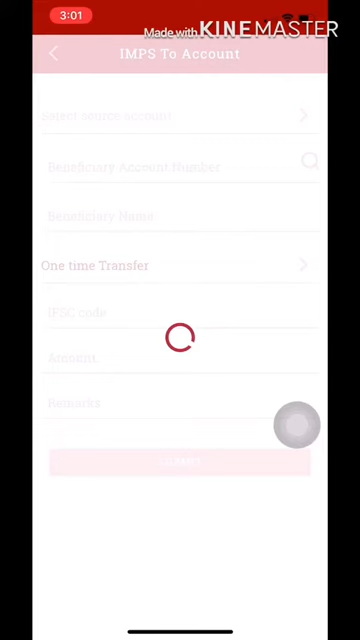 3:01
Made with KINEMASTER
IMPS To Account
Select source account
Beneficiary Account Number
Beneficiary Name
One time Transfer
IFSC code
Amount
Remarks
SUBMIT